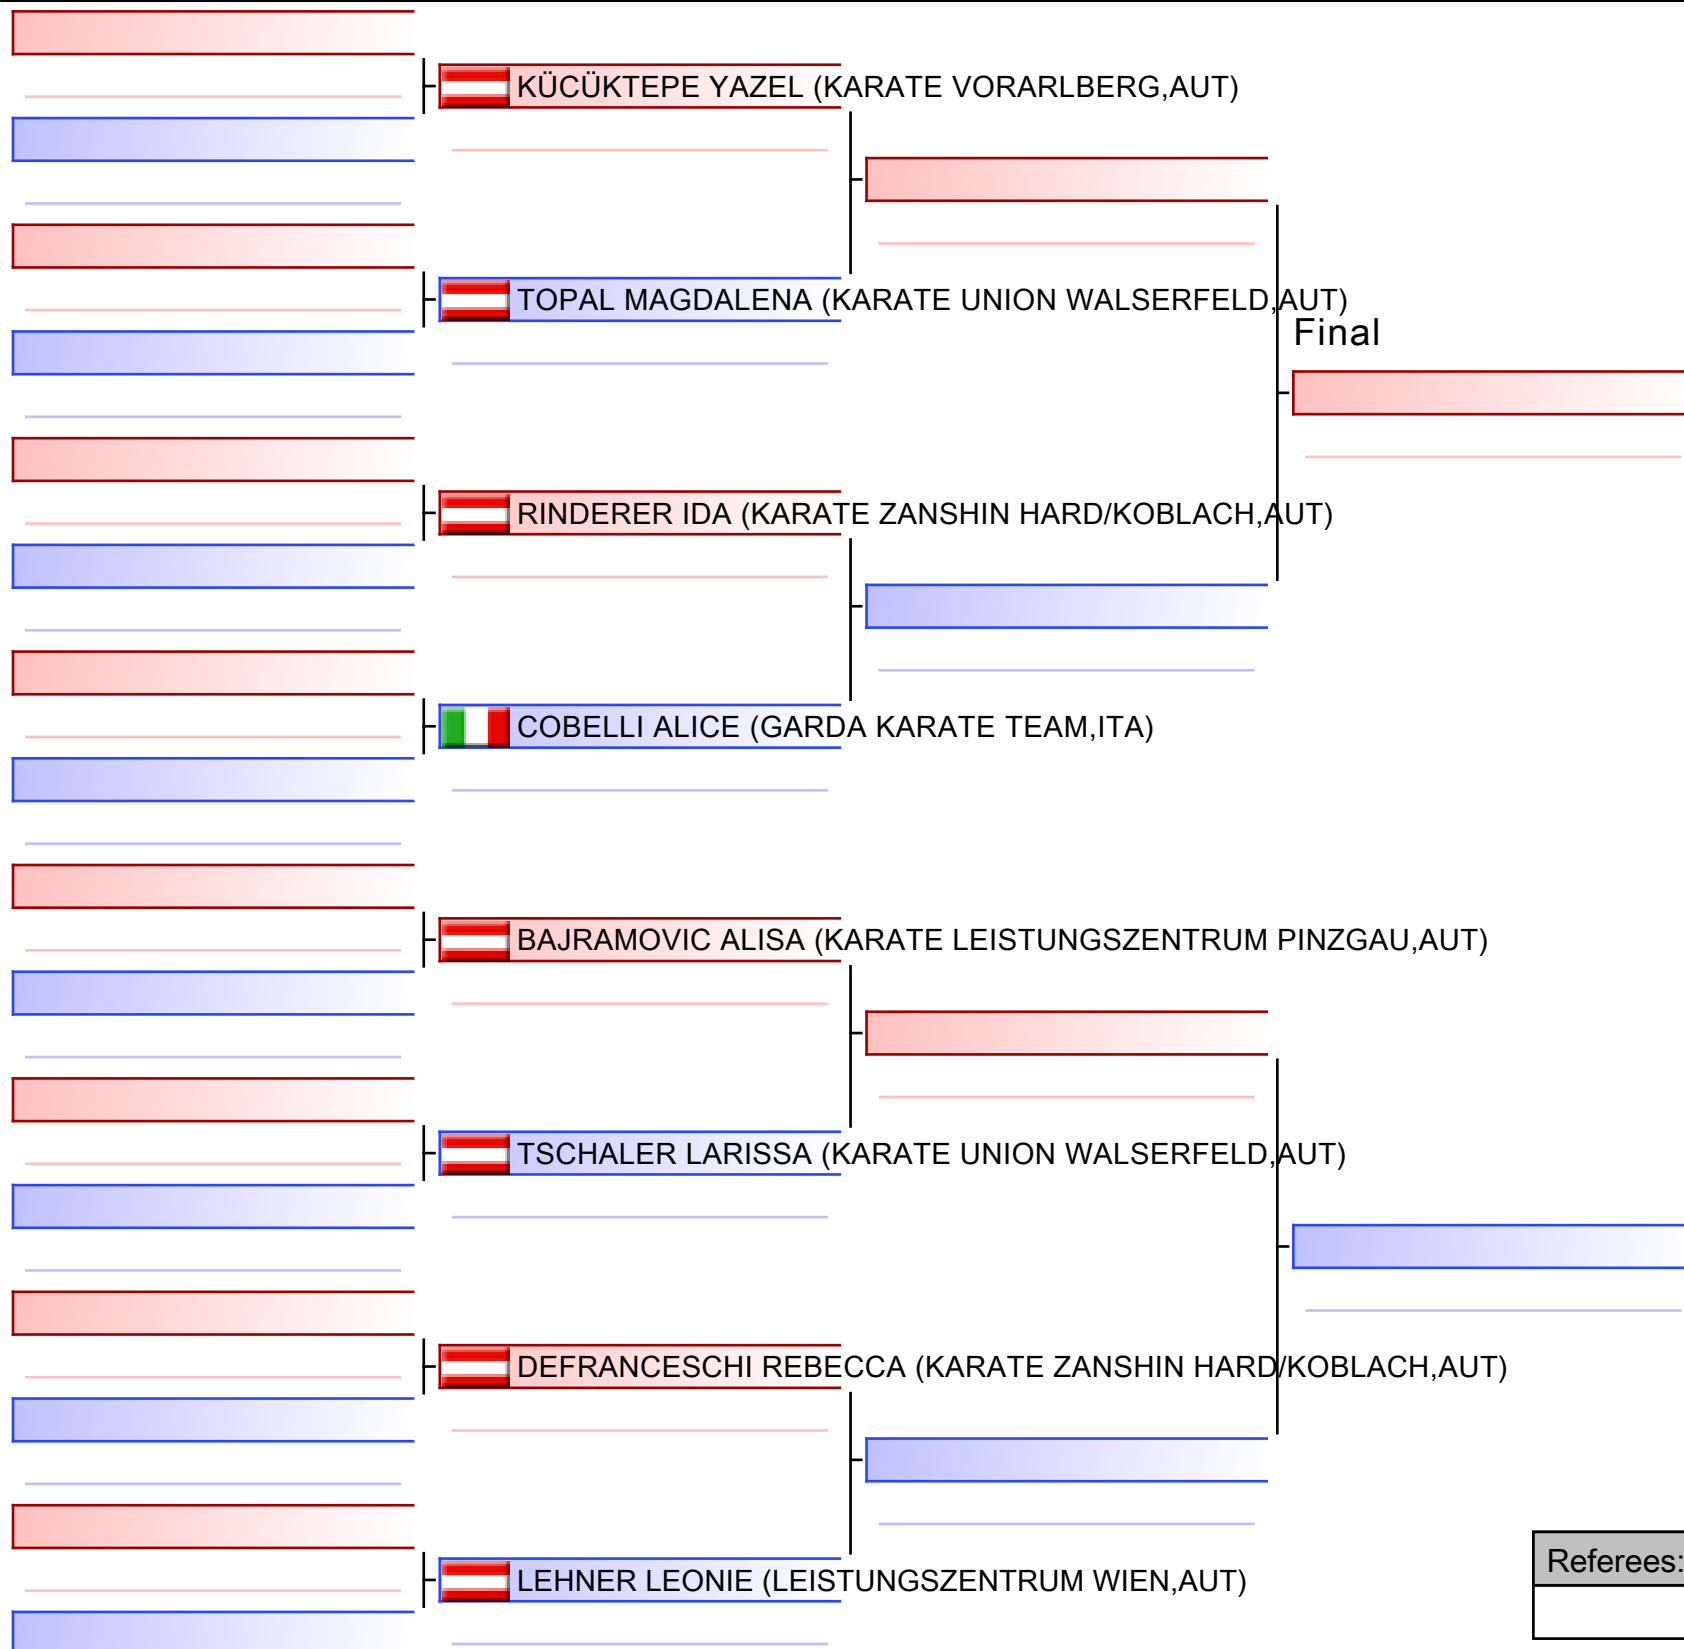 KÜCÜKTEPE YAZEL (KARATE VORARLBERG,AUT)
TOPAL MAGDALENA (KARATE UNION WALSERFELD,AUT)
Final
RINDERER IDA (KARATE ZANSHIN HARD/KOBLACH,AUT)
COBELLI ALICE (GARDA KARATE TEAM,ITA)
BAJRAMOVIC ALISA (KARATE LEISTUNGSZENTRUM PINZGAU,AUT)
TSCHALER LARISSA (KARATE UNION WALSERFELD,AUT)
DEFRANCESCHI REBECCA (KARATE ZANSHIN HARD/KOBLACH,AUT)
Referees:
LEHNER LEONIE (LEISTUNGSZENTRUM WIEN,AUT)